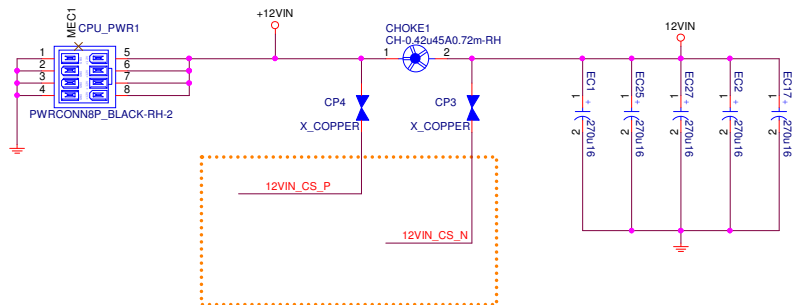 +12VIN
12VIN
MEC1
CPU_PWR1
CHOKE1
CH-0.42u45A0.72m-RH
1
2
3
4
5
6
7
8
1
2
PWRCONN8P_BLACK-RH-2
CP4
X_COPPER
CP3
X_COPPER
EC1
1
+
2
270u16
EC25
1
+
2
270u16
EC27
1
+
2
270u16
EC2
1
+
2
270u16
EC17
1
+
2
270u16
12VIN_CS_P
12VIN_CS_N